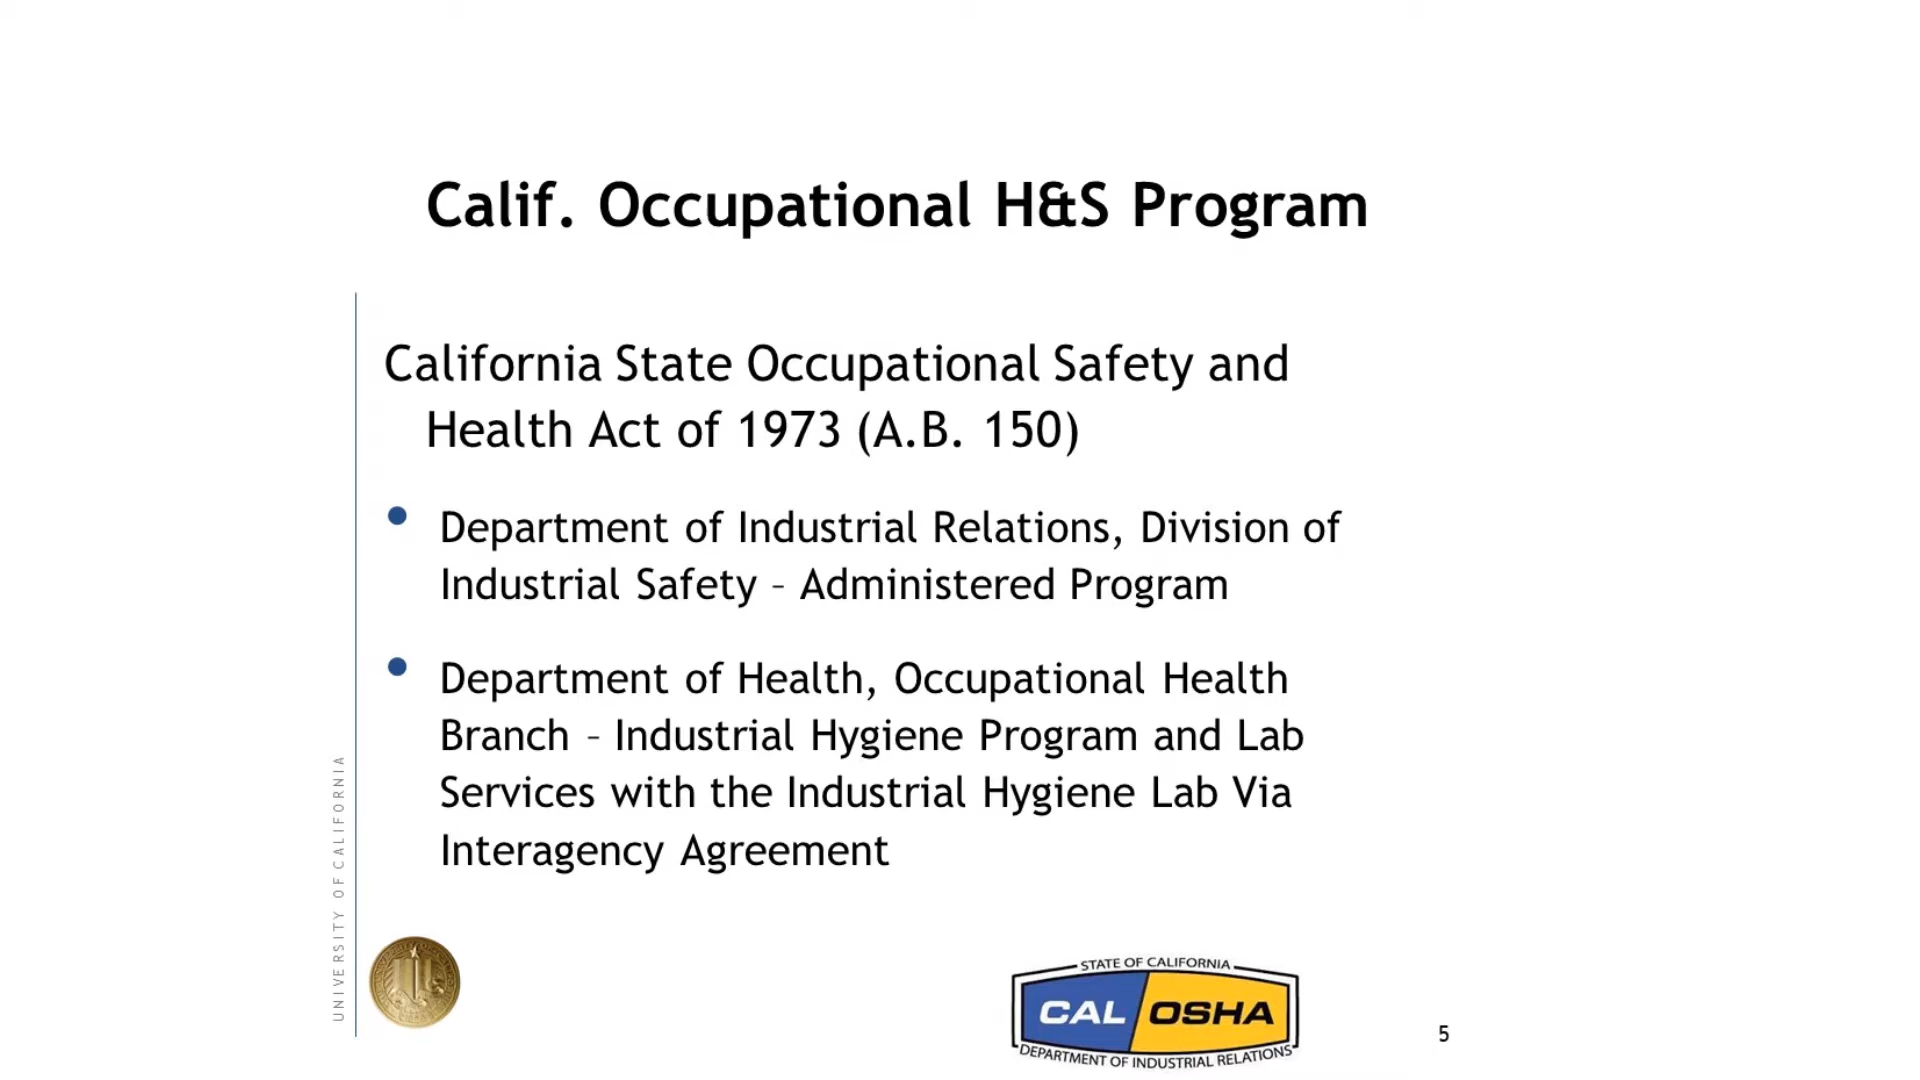 Calif. Occupational H&S Program
California State Occupational Safety and
Health Act of 1973 (A.B. 150)
• Department of Industrial Relations, Division of
Industrial Safety – Administered Program
• Department of Health, Occupational Health
Branch – Industrial Hygiene Program and Lab
Services with the Industrial Hygiene Lab Via
Interagency Agreement
UNIVERSITY OF CALIFORNIA
STATE OF CALIFORNIA
CAL OSHA
DEPARTMENT OF INDUSTRIAL RELATIONS
5